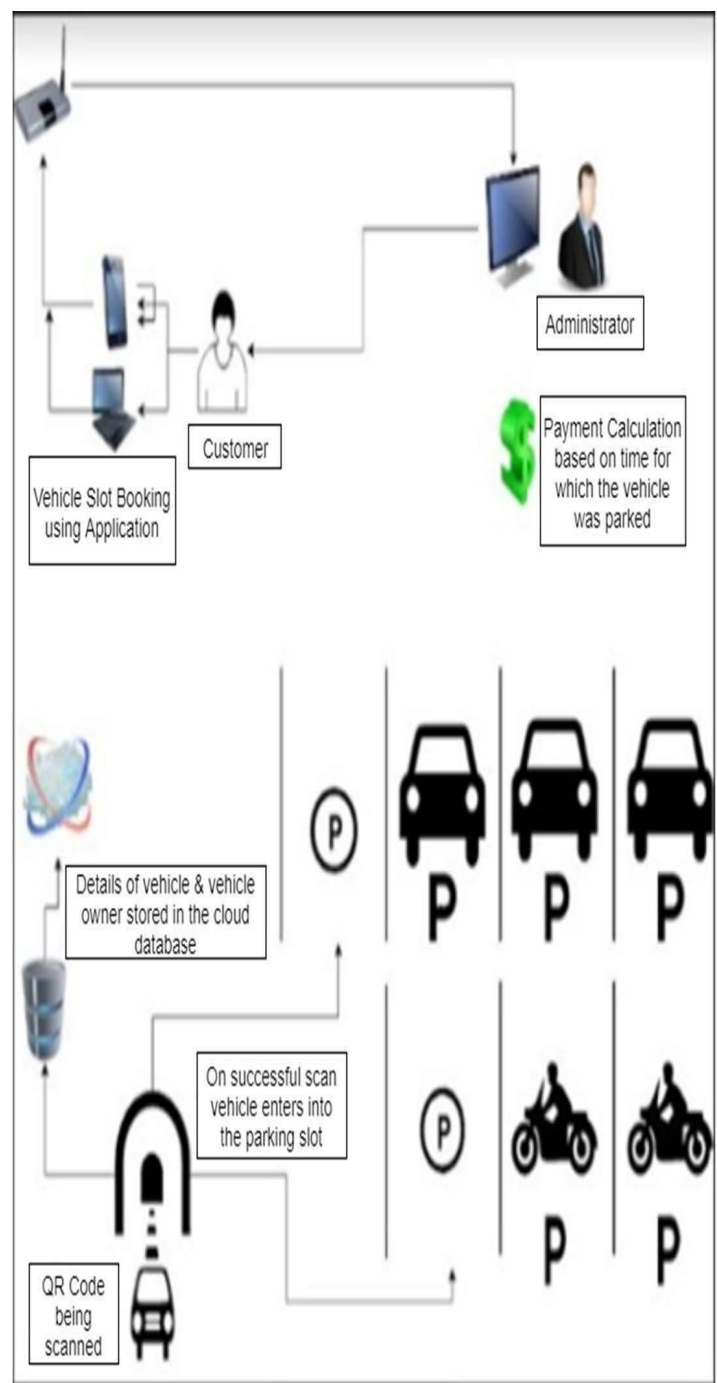 Administrator
Customer
Payment Calculation
based on time for
which the vehicle
was parked
Vehicle Slot Booking
using Application
P
P
P
P
Details of vehicle & vehicle
owner stored in the cloud
database
On successful scan
vehicle enters into
the parking slot
P
P
P
QR Code
being
scanned